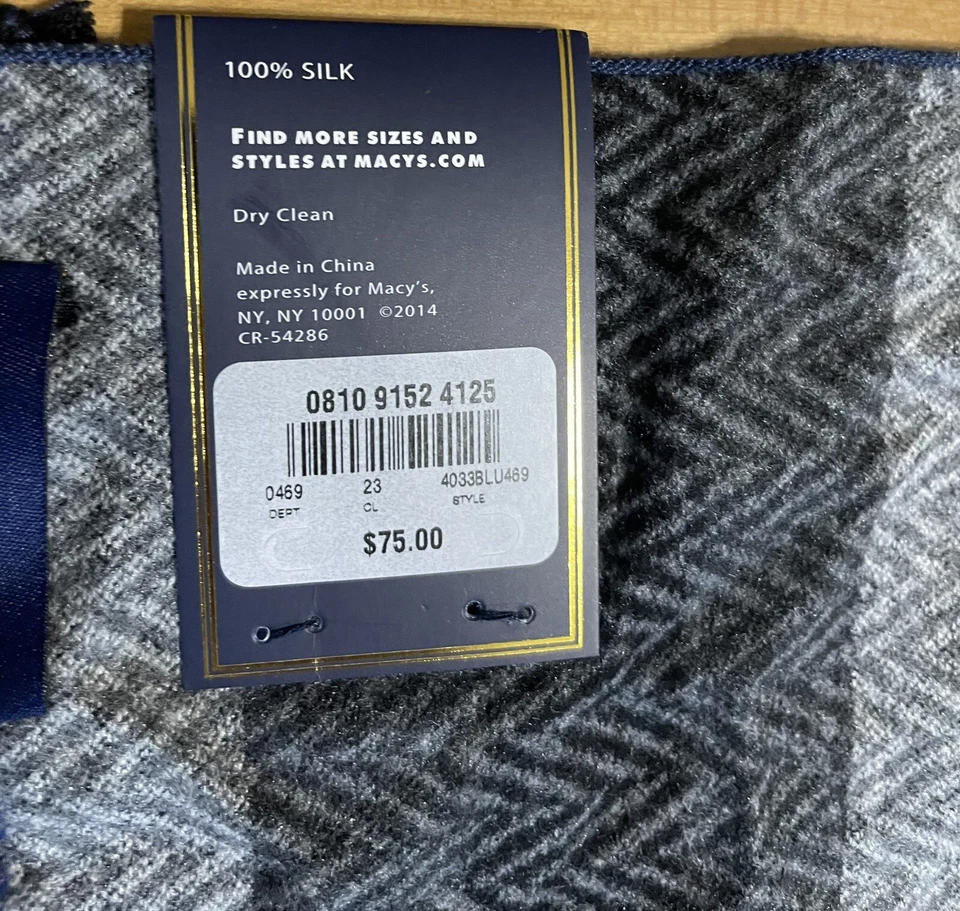 100% SILK
FIND MORE SIZES AND
STYLES AT MACYS.COM
Dry Clean
Made in China
expressly for Macy's,
NY, NY 10001 ©2014
CR-54286
0810 9152 4125
0469 23 4033BLU469
DEPT CL STYLE
$75.00